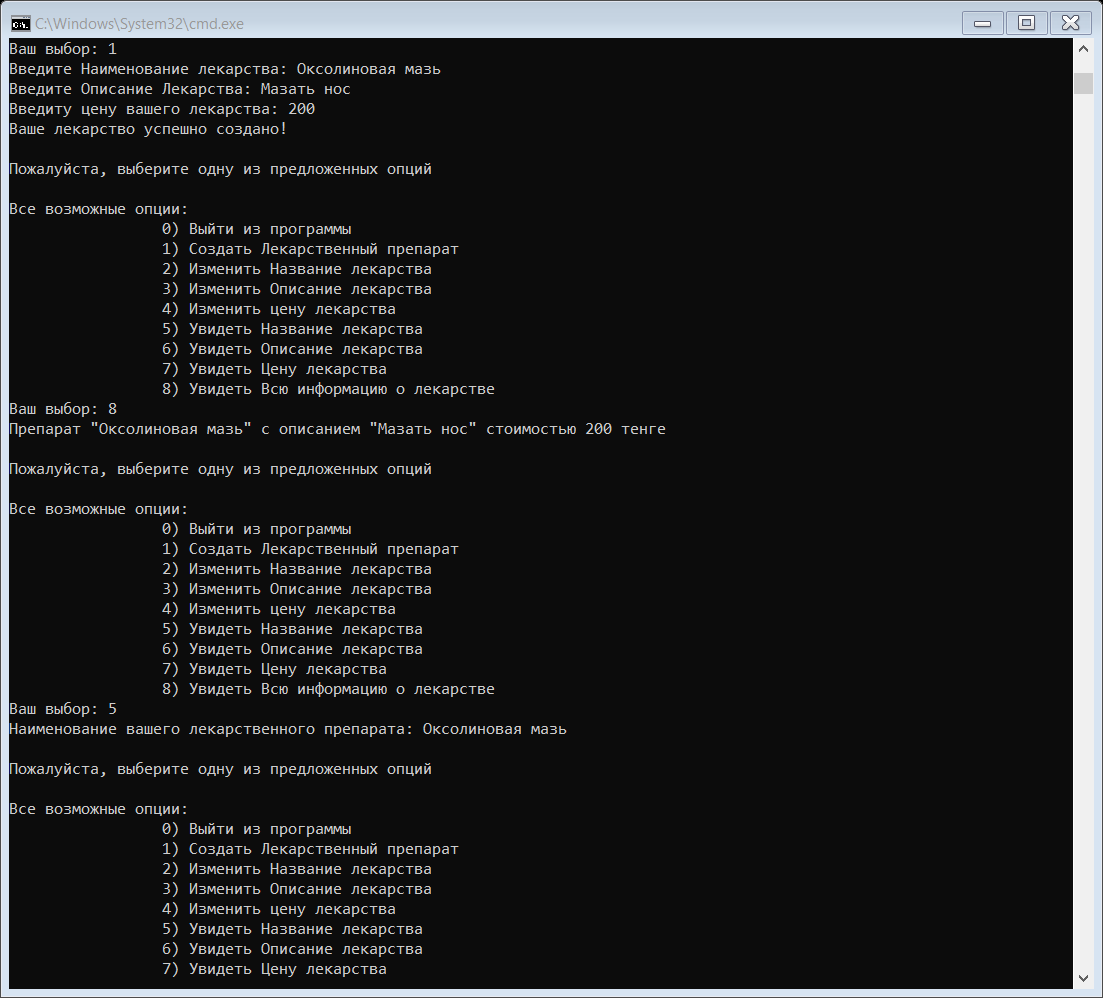 C:\Windows\System32\cmd.exe
Ваш выбор: 1
Введите Наименование лекарства: Оксолиновая мазь
Введите Описание Лекарства: Мазать нос
Введиту цену вашего лекарства: 200
Ваше лекарство успешно создано!
Пожалуйста, выберите одну из предложенных опций
Все возможные опции:
0) Выйти из программы
1) Создать Лекарственный препарат
2) Изменить Название лекарства
3) Изменить Описание лекарства
4) Изменить цену лекарства
5) Увидеть Название лекарства
6) Увидеть Описание лекарства
7) Увидеть Цену лекарства
8) Увидеть Всю информацию о лекарстве
Ваш выбор: 8
Препарат "Оксолиновая мазь" с описанием "Мазать нос" стоимостью 200 тенге
Пожалуйста, выберите одну из предложенных опций
Все возможные опции:
0) Выйти из программы
1) Создать Лекарственный препарат
2) Изменить Название лекарства
3) Изменить Описание лекарства
4) Изменить цену лекарства
5) Увидеть Название лекарства
6) Увидеть Описание лекарства
7) Увидеть Цену лекарства
8) Увидеть Всю информацию о лекарстве
Ваш выбор: 5
Наименование вашего лекарственного препарата: Оксолиновая мазь
Пожалуйста, выберите одну из предложенных опций
Все возможные опции:
0) Выйти из программы
1) Создать Лекарственный препарат
2) Изменить Название лекарства
3) Изменить Описание лекарства
4) Изменить цену лекарства
5) Увидеть Название лекарства
6) Увидеть Описание лекарства
7) Увидеть Цену лекарства